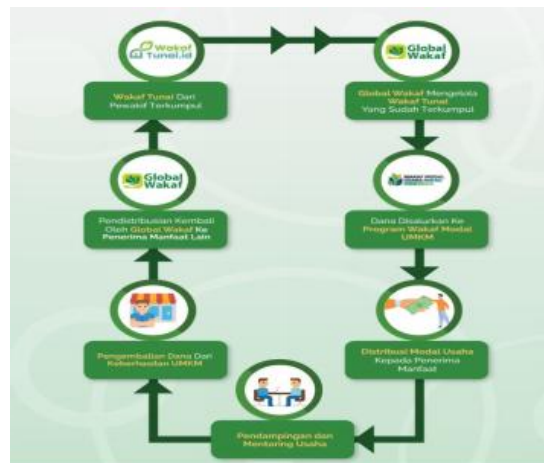 Wakaf
Tunai.id
Wakaf Tunai Dari
Pewakif Terkumpul
Global
Wakaf
Global Wakaf Mengelola
Wakaf Tunai
Yang Sudah Terkumpul
Dana Disalurkan Ke
Program Wakaf Modal
UMKM
Distribusi Modal Usaha
Kepada Penerima
Manfaat
Pendampingan dan
Mentoring Usaha
Pengembalian Dana Dari
Keberhasilan UMKM
Global
Wakaf
Pendistribusian Kembali
Oleh Global Wakaf Ke
Penerima Manfaat Lain